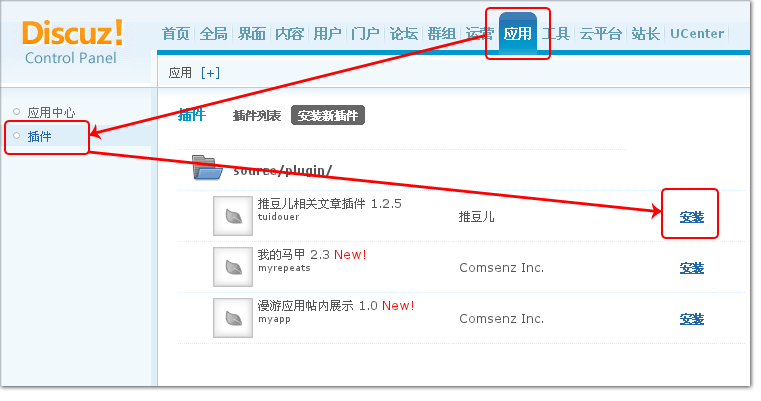 Discuz!
Control Panel
首页 全局 界面 内容 用户 门户 论坛 群组 运营 应用 工具 云平台 站长 UCenter
应用 [+]
应用中心
插件
插件 插件列表 安装新插件
source/plugin/
推豆儿相关文章插件 1.2.5
tuidouer
推豆儿
安装
我的马甲 2.3 New!
myrepeats
Comsenz Inc.
安装
漫游应用帖内展示 1.0 New!
myapp
Comsenz Inc.
安装